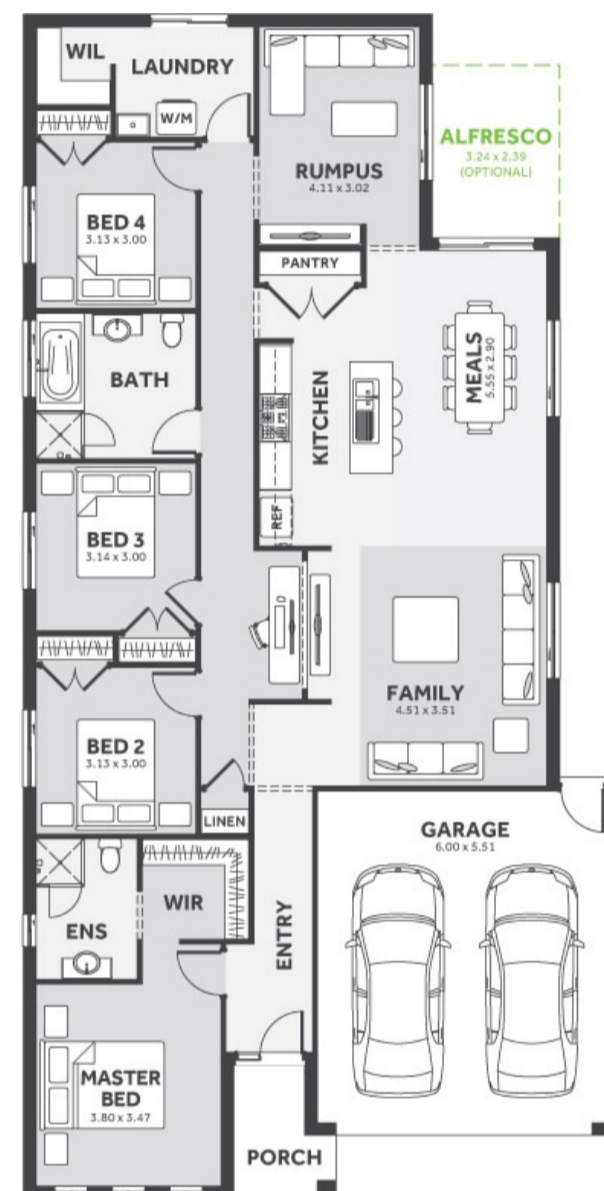 WIL
LAUNDRY
W/M
RUMPUS
4.11 x 3.02
ALFRESCO
3.24 x 2.39
(OPTIONAL)
BED 4
3.13 x 3.00
PANTRY
BATH
KITCHEN
MEALS
5.55 x 2.90
REF
BED 3
3.14 x 3.00
FAMILY
4.51 x 3.51
BED 2
3.13 x 3.00
LINEN
GARAGE
6.00 x 5.51
WIR
ENS
ENTRY
MASTER
BED
3.80 x 3.47
PORCH